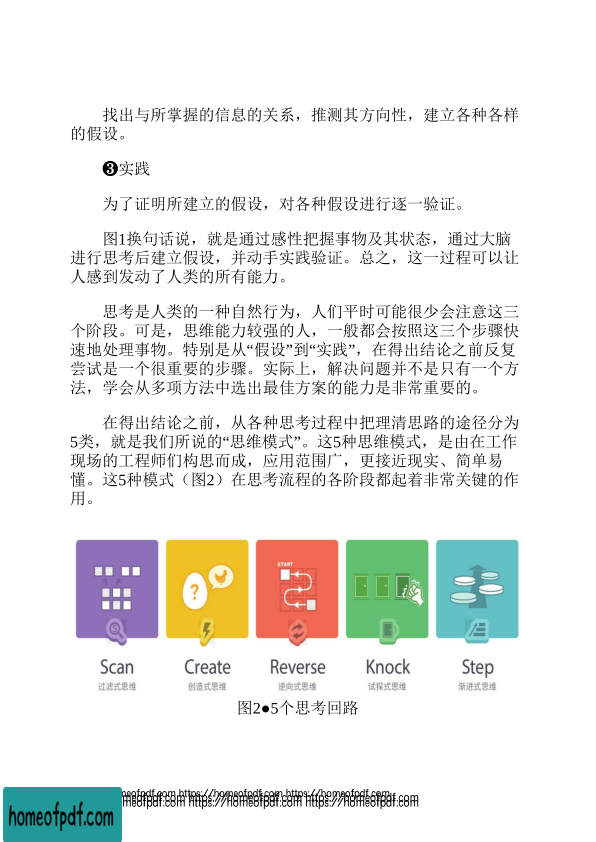 找出与所掌握的信息的关系，推测其方向性，建立各种各样
的假设。
❸实践
为了证明所建立的假设，对各种假设进行逐一验证。
图1换句话说，就是通过感性把握事物及其状态，通过大脑
进行思考后建立假设，并动手实践验证。总之，这一过程可以让
人感到发动了人类的所有能力。
思考是人类的一种自然行为，人们平时可能很少会注意这三
个阶段。可是，思维能力较强的人，一般都会按照这三个步骤快
速地处理事物。特别是从“假设”到“实践”，在得出结论之前反复
尝试是一个很重要的步骤。实际上，解决问题并不是只有一个方
法，学会从多项方法中选出最佳方案的能力是非常重要的。
在得出结论之前，从各种思考过程中把理清思路的途径分为
5类，就是我们所说的“思维模式”。这5种思维模式，是由在工作
现场的工程师们构思而成，应用范围广，更接近现实、简单易
懂。这5种模式（图2）在思考流程的各阶段都起着非常关键的作
用。
?
START
Scan Create Reverse Knock Step
过滤式思维 创造式思维 逆向式思维 试探式思维 渐进式思维
图2●5个思考回路
homeofpdf.com https://homeofpdf.com https://homeofpdf.com
homeofpdf.com https://homeofpdf.com https://homeofpdf.com
homeofpdf.com